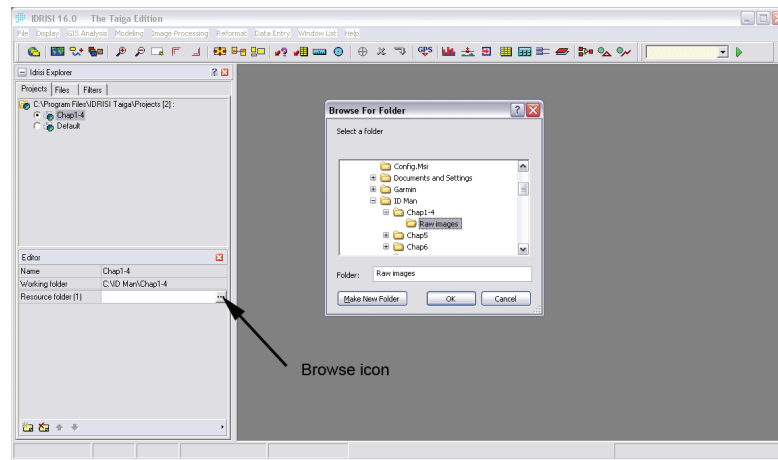 IDRISI 16.0 The Taiga Edition
File Display GIS Analysis Modeling Image Processing Reformat Data Entry Window List Help
GPS
Idrisi Explorer
Projects Files Filters
C:\Program Files\IDRISI Taiga\Projects [2] :
Chap1-4
Default
Editor
Name Chap1-4
Working folder C:\ID Man\Chap1-4
Resource folder (1) ...
Browse For Folder
Select a folder
Config.Msi
Documents and Settings
Garmin
ID Man
Chap1-4
Raw images
Chap5
Chap6
Folder: Raw images
Make New Folder OK Cancel
Browse icon